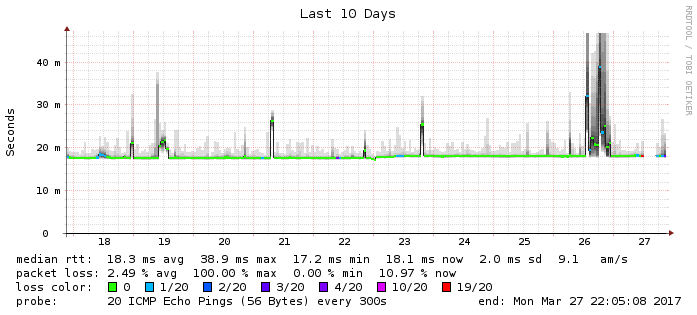 Last 10 Days
RRDTOOL / TOBI OETIKER
Seconds
40 m
30 m
20 m
10 m
0
18 19 20 21 22 23 24 25 26 27
median rtt: 18.3 ms avg 38.9 ms max 17.2 ms min 18.1 ms now 2.0 ms sd 9.1 am/s
packet loss: 2.49 % avg 100.00 % max 0.00 % min 10.97 % now
loss color: 0 1/20 2/20 3/20 4/20 10/20 19/20
probe: 20 ICMP Echo Pings (56 Bytes) every 300s end: Mon Mar 27 22:05:08 2017